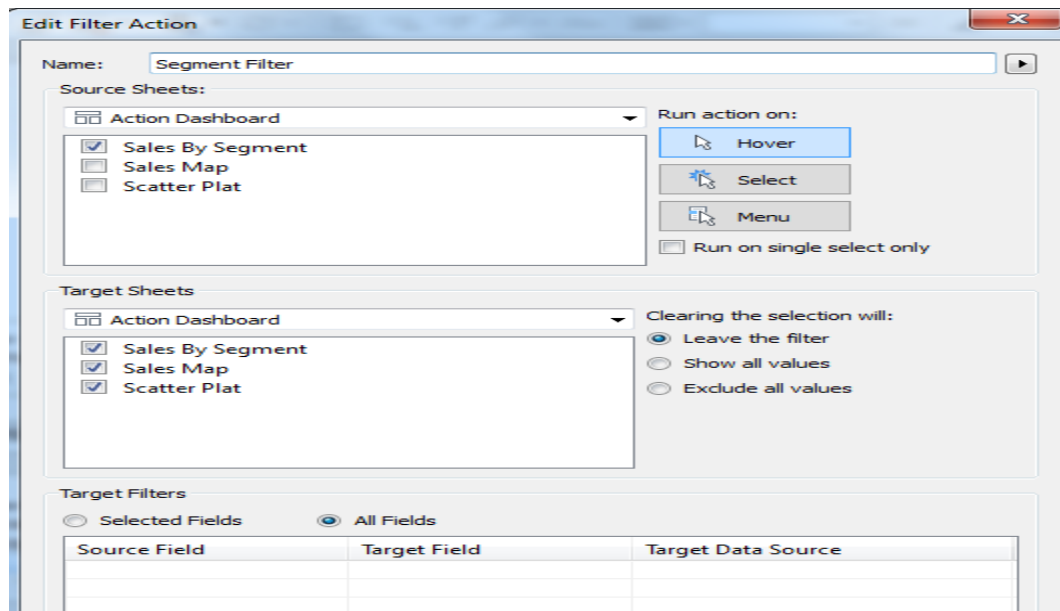 Edit Filter Action
Name: Segment Filter
Source Sheets:
Action Dashboard
Sales By Segment
Sales Map
Scatter Plat
Run action on:
Hover
Select
Menu
Run on single select only
Target Sheets
Action Dashboard
Sales By Segment
Sales Map
Scatter Plat
Clearing the selection will:
Leave the filter
Show all values
Exclude all values
Target Filters
Selected Fields All Fields
Source Field Target Field Target Data Source